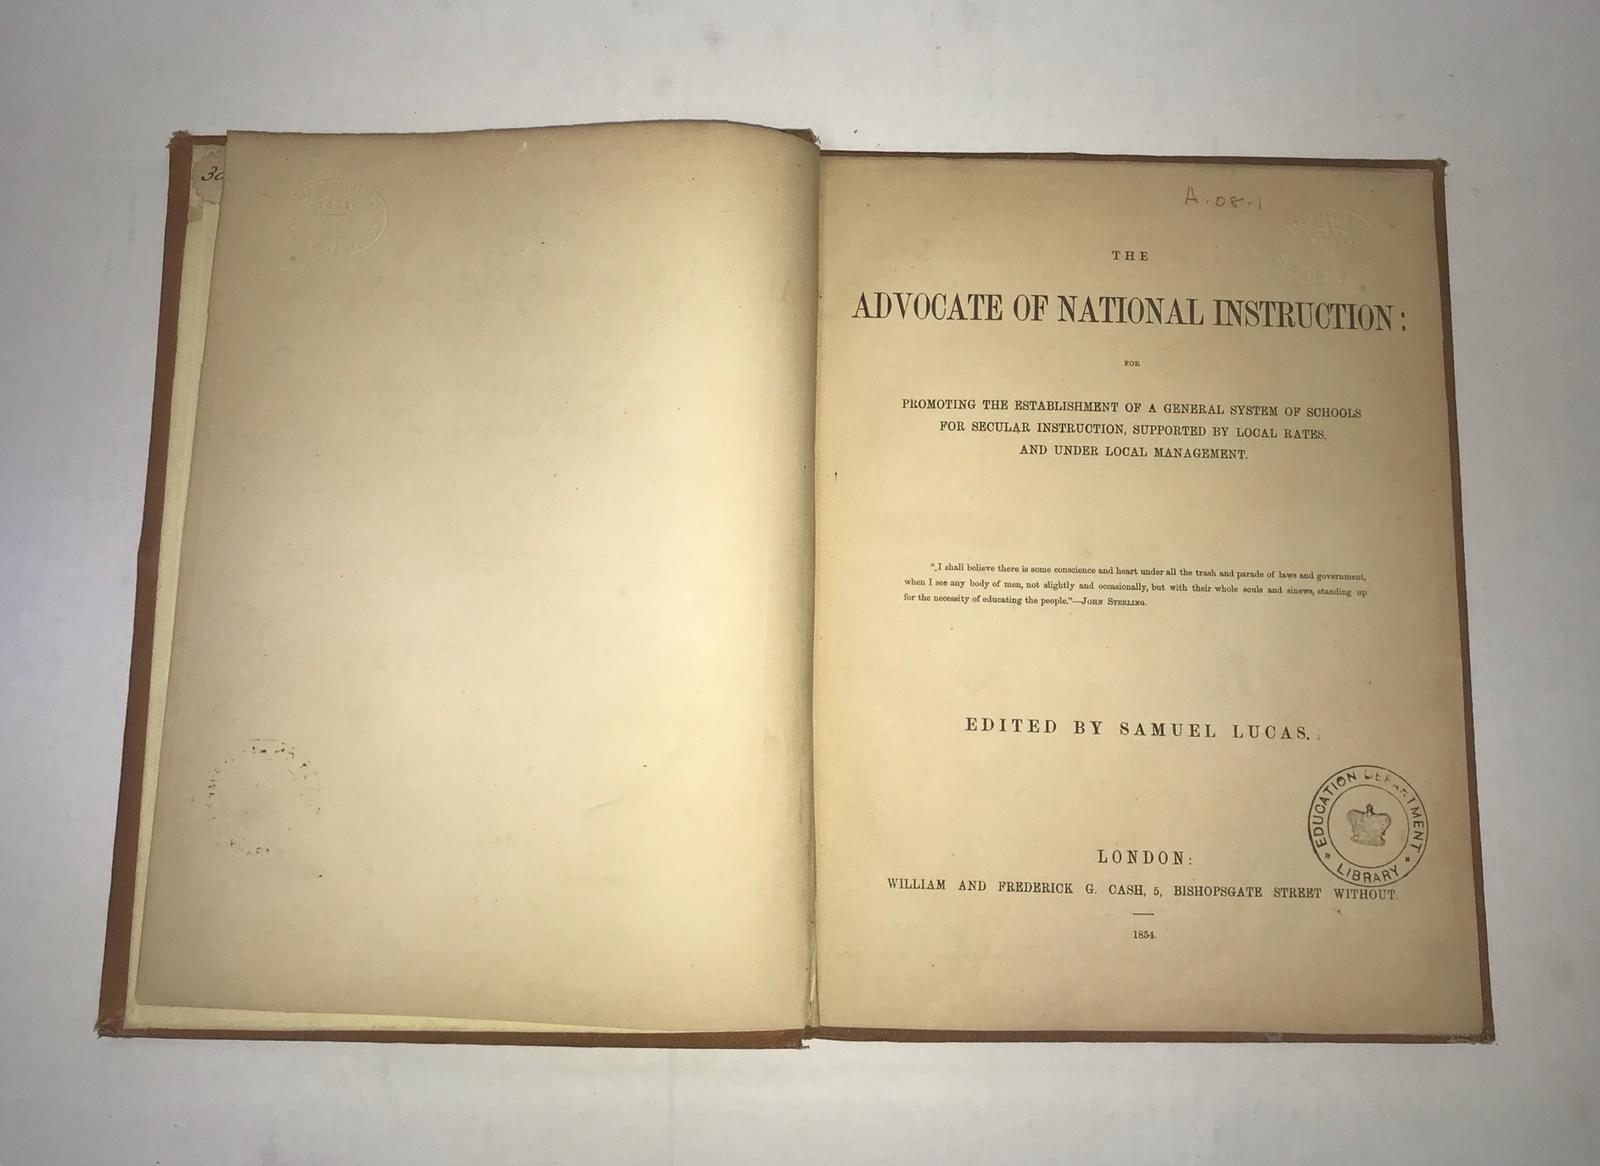 A.08.1
THE
ADVOCATE OF NATIONAL INSTRUCTION:
FOR
PROMOTING THE ESTABLISHMENT OF A GENERAL SYSTEM OF SCHOOLS
FOR SECULAR INSTRUCTION, SUPPORTED BY LOCAL RATES,
AND UNDER LOCAL MANAGEMENT.
"I shall believe there is some conscience and heart under all the trash and parade of laws and government,
when I see any body of men, not slightly and occasionally, but with their whole souls and sinews, standing up
for the necessity of educating the people."—JOHN STERLING.
EDITED BY SAMUEL LUCAS.
EDUCATION DEPARTMENT
LIBRARY
LONDON:
WILLIAM AND FREDERICK G. CASH, 5, BISHOPSGATE STREET WITHOUT.
1854.